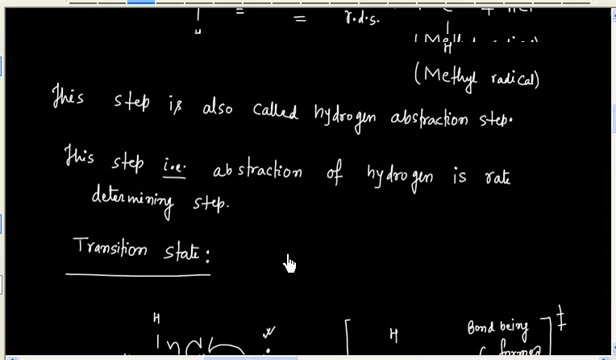 = r.d.s.
H
(Methyl radical)
This step is also called hydrogen abstraction step.
This step i.e. abstraction of hydrogen is rate
determining step.
Transition State:
H
H Bond being
formed